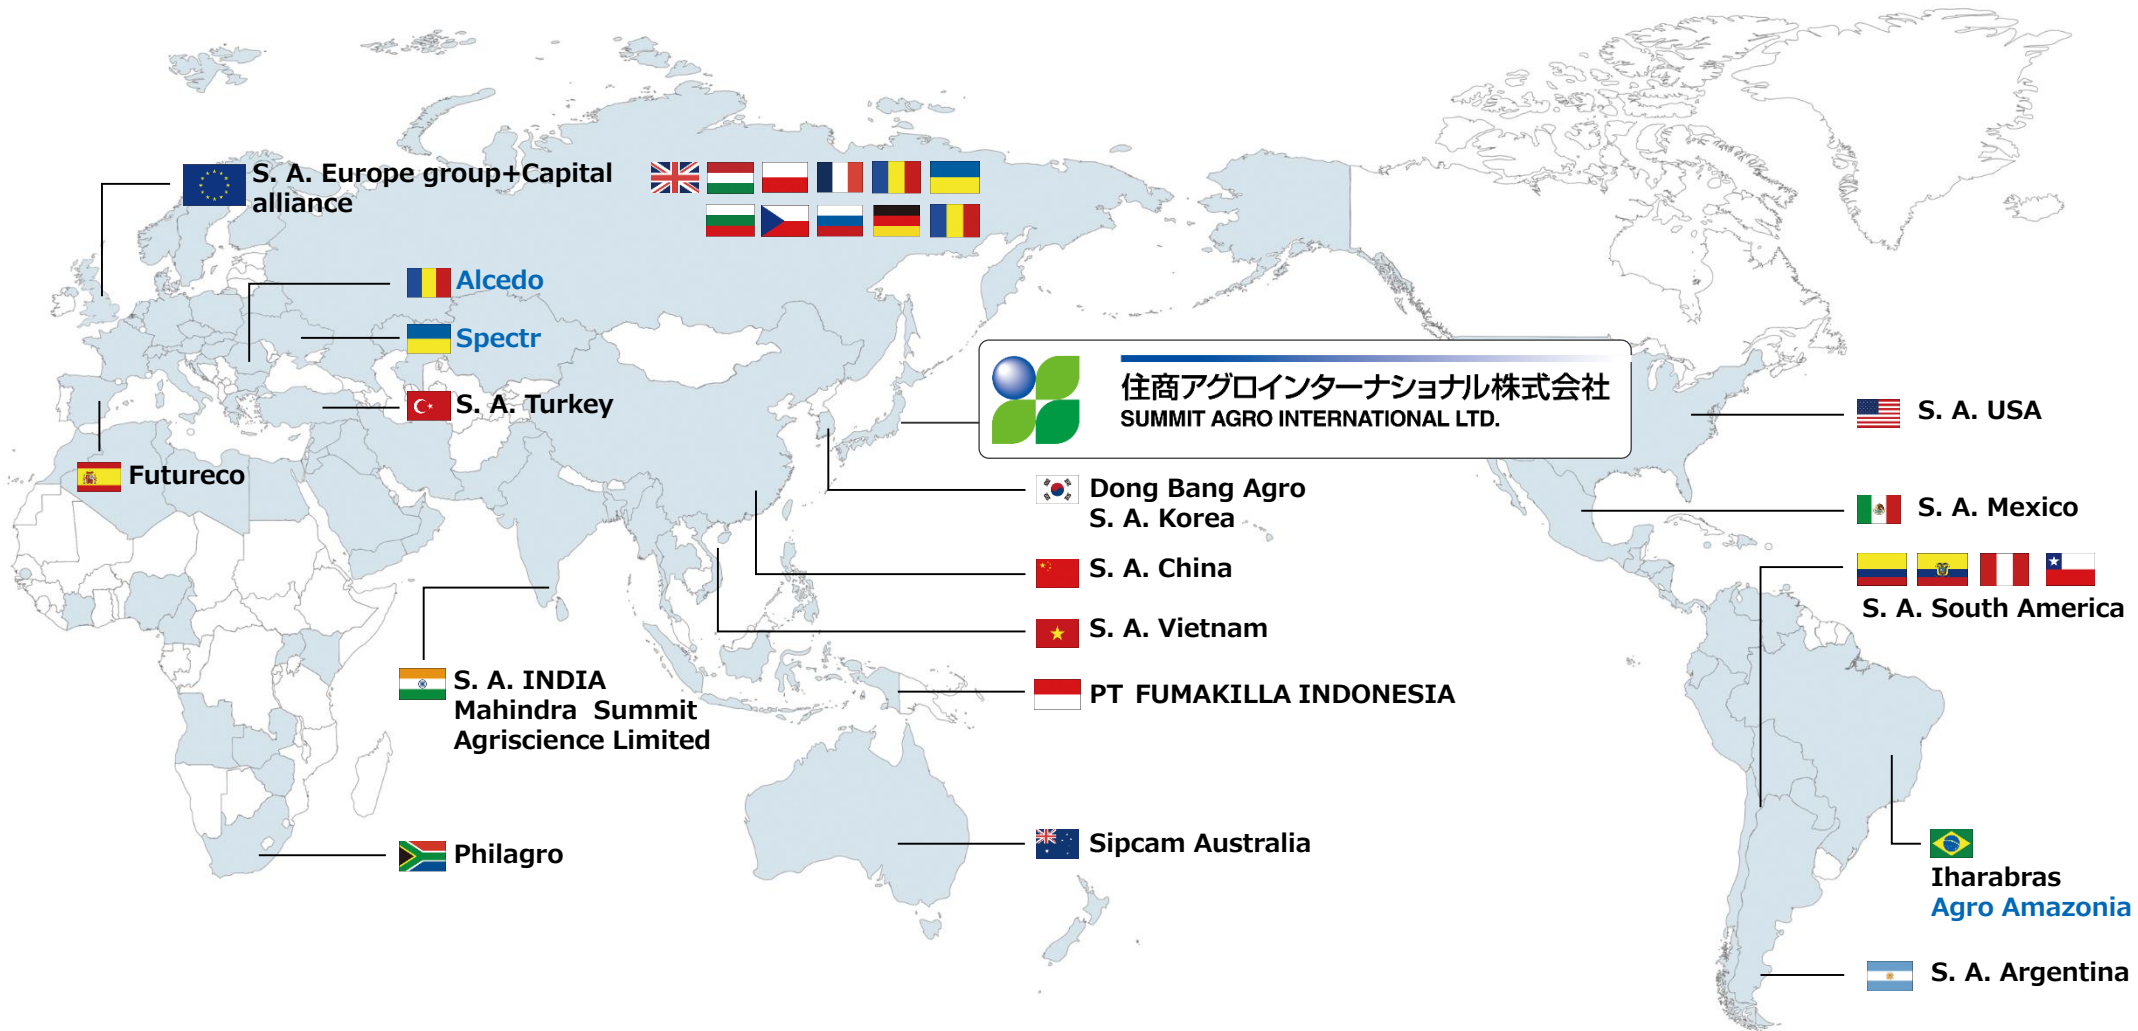 S. A. Europe group+Capital
alliance
Alcedo
Spectr
S. A. Turkey
Futureco
住商アグロインターナショナル株式会社
SUMMIT AGRO INTERNATIONAL LTD.
S. A. USA
Dong Bang Agro
S. A. Korea
S. A. Mexico
S. A. China
S. A. South America
S. A. Vietnam
S. A. INDIA
Mahindra Summit
Agriscience Limited
PT FUMAKILLA INDONESIA
Philagro
Sipcam Australia
Iharabras
Agro Amazonia
S. A. Argentina